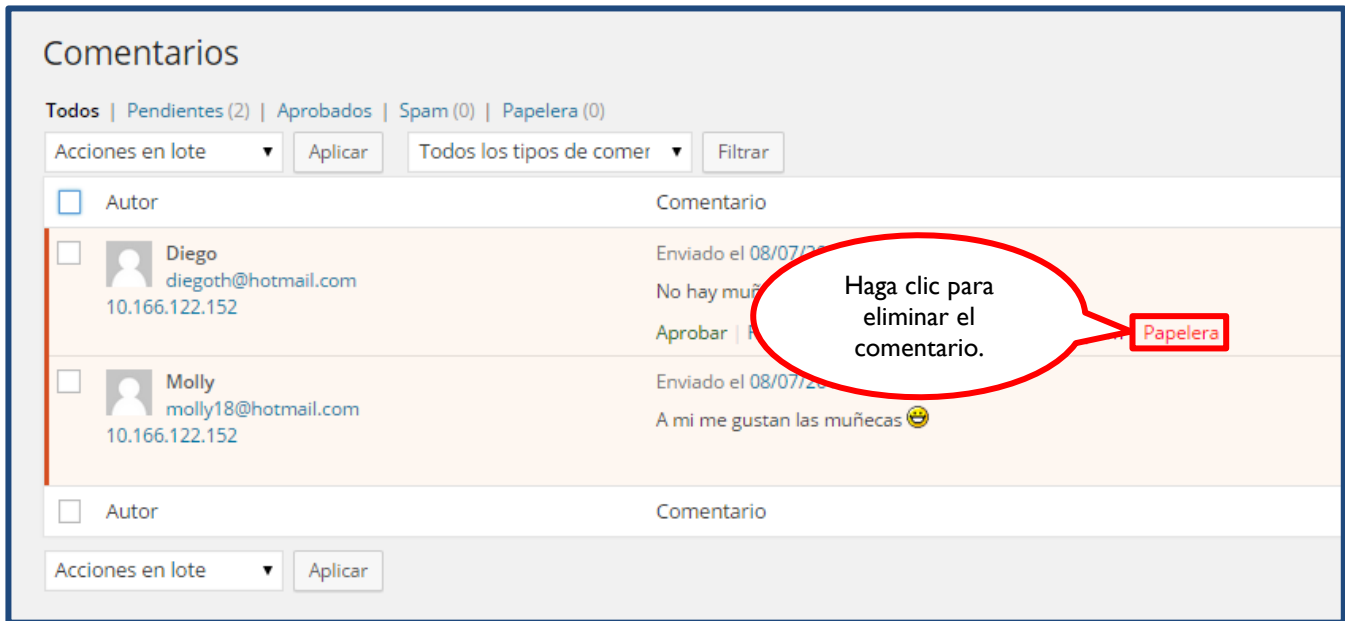 Comentarios
Todos | Pendientes (2) | Aprobados | Spam (0) | Papelera (0)
Acciones en lote Aplicar Todos los tipos de comer Filtrar
Autor Comentario
Diego
diegoth@hotmail.com
10.166.122.152
Enviado el 08/07/
No hay
Aprobar | Papelera
Haga clic para
eliminar el
comentario.
Molly
molly18@hotmail.com
10.166.122.152
Enviado el 08/07/
A mi me gustan las muñecas
Autor Comentario
Acciones en lote Aplicar